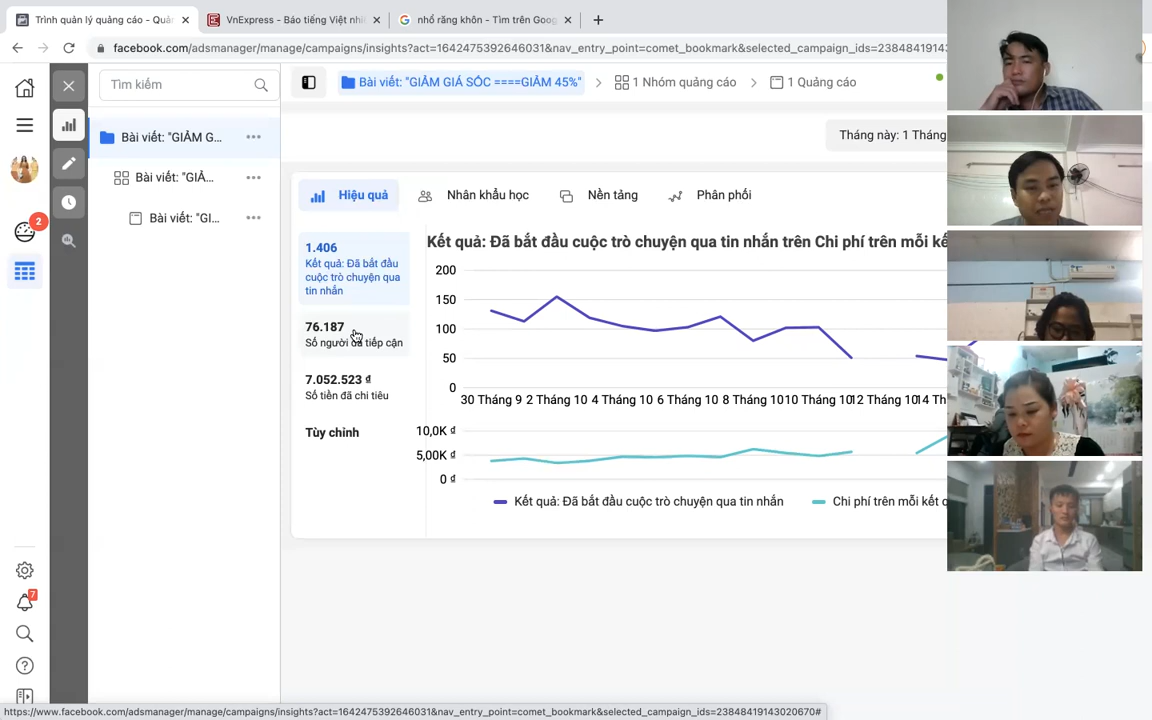 Trình quản lý quảng cáo - Quả
VnExpress - Báo tiếng Việt nhi
nhổ răng khôn - Tìm trên Goog
facebook.com/adsmanager/manage/campaigns/insights?act=1642475392646031&nav_entry_point=comet_bookmark&selected_campaign_ids=2384841914
Tìm kiếm
Bài viết: "GIẢM GIÁ SỐC ====GIẢM 45%"
1 Nhóm quảng cáo
1 Quảng cáo
Bài viết: "GIẢM G...
Tháng này: 1 Tháng
Bài viết: "GIẢ...
Hiệu quả
Nhân khẩu học
Nền tảng
Phân phối
Bài viết: "GI...
2
1.406
Kết quả: Đã bắt đầu
cuộc trò chuyện qua
tin nhắn
Kết quả: Đã bắt đầu cuộc trò chuyện qua tin nhắn trên Chi phí trên mỗi kế
200
150
100
50
0
76.187
Số người tiếp cận
7.052.523 ₫
Số tiền đã chi tiêu
30 Tháng 9 2 Tháng 10 4 Tháng 10 6 Tháng 10 8 Tháng 10 10 Tháng 10 12 Tháng 10 14 Th
Tùy chỉnh
10,0K ₫
5,00K ₫
0 ₫
Kết quả: Đã bắt đầu cuộc trò chuyện qua tin nhắn
Chi phí trên mỗi kết q
7
https://www.facebook.com/adsmanager/manage/campaigns/insights?act=1642475392646031&nav_entry_point=comet_bookmark&selected_campaign_ids=23848419143020670#